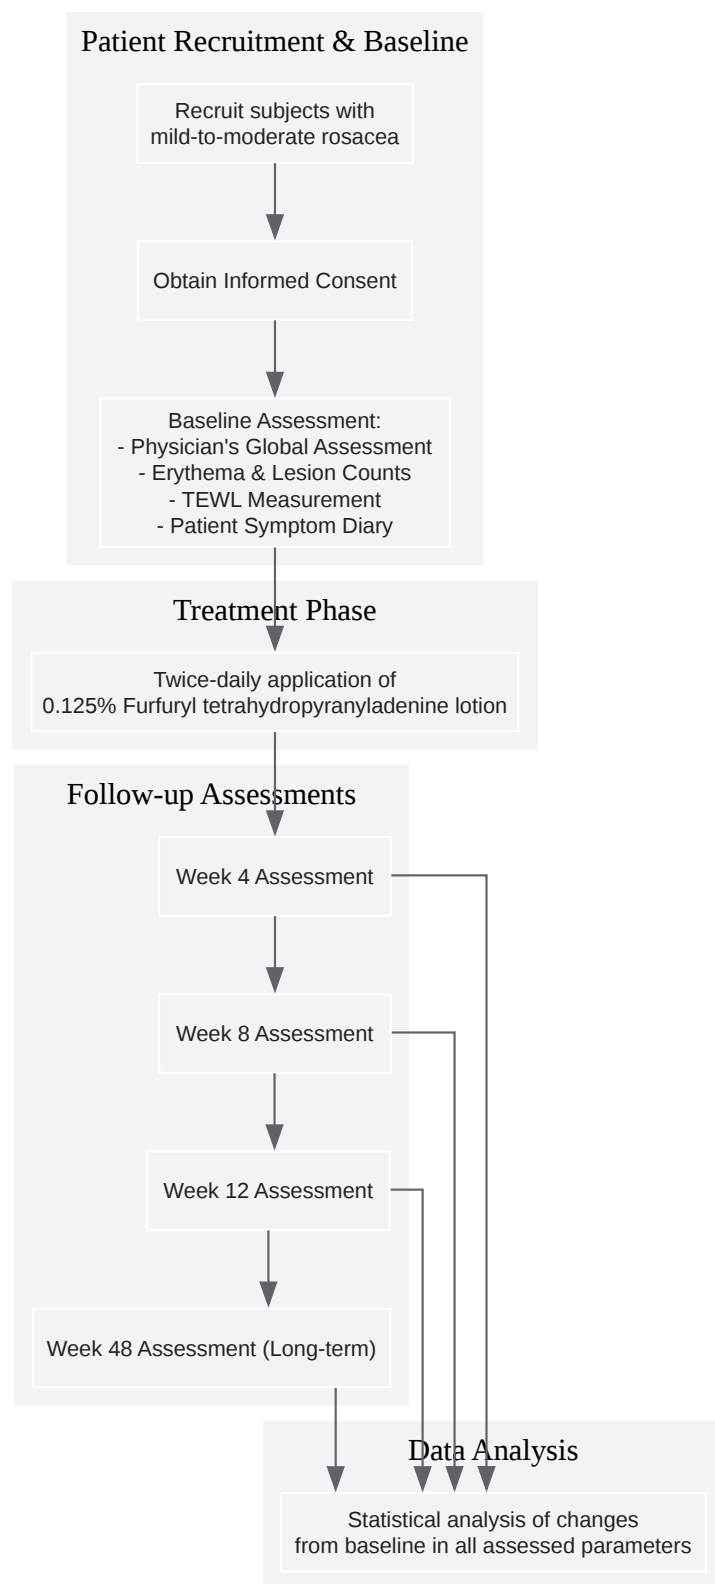 Patient Recruitment & Baseline
Recruit subjects with
mild-to-moderate rosacea
Obtain Informed Consent
Baseline Assessment:
- Physician's Global Assessment
- Erythema & Lesion Counts
- TEWL Measurement
- Patient Symptom Diary
Treatment Phase
Twice-daily application of
0.125% Furfuryl tetrahydropyranyladenine lotion
Follow-up Assessments
Week 4 Assessment
Week 8 Assessment
Week 12 Assessment
Week 48 Assessment (Long-term)
Data Analysis
Statistical analysis of changes
from baseline in all assessed parameters